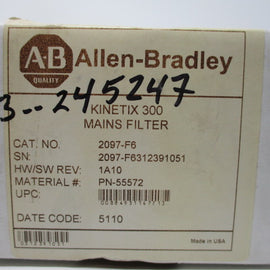 A-B Allen-Bradley
QUALITY
3--245247
KINETIX 300
MAINS FILTER
CAT. NO. 2097-F6
SN: 2097-F6312391051
HW/SW REV: 1A10
MATERIAL #: PN-55572
UPC:
DATE CODE: 5110
Made in USA